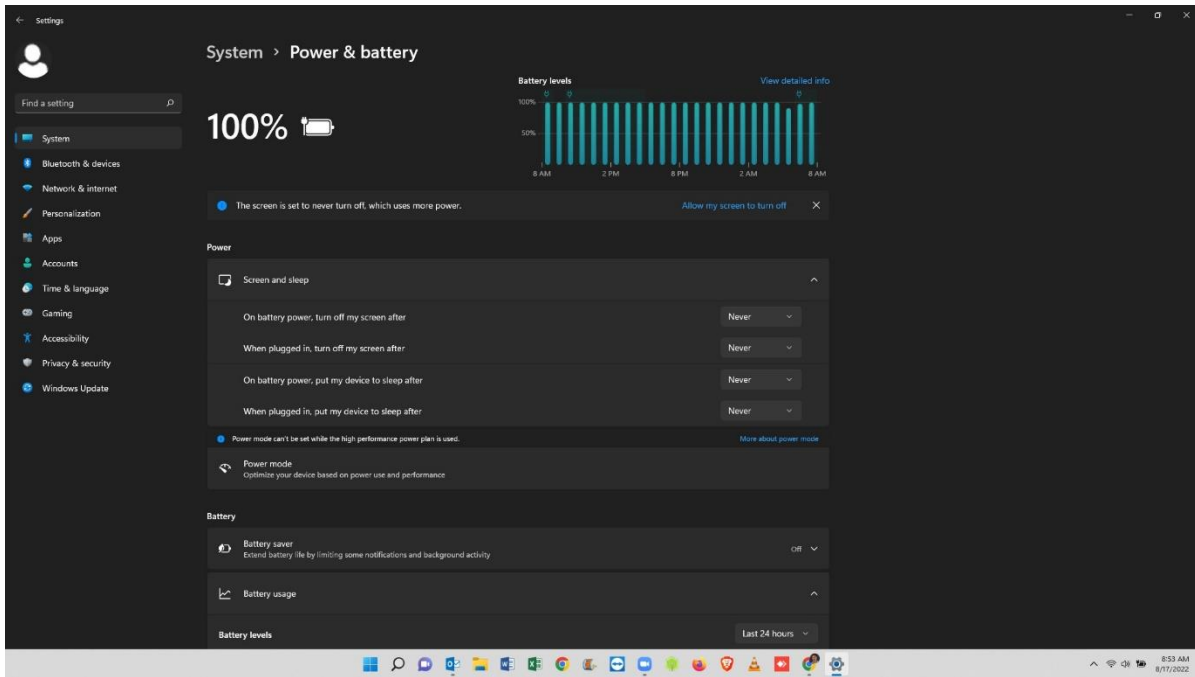 Settings
System > Power & battery
Find a setting
System
Bluetooth & devices
Network & internet
Personalization
Apps
Accounts
Time & language
Gaming
Accessibility
Privacy & security
Windows Update
100%
Battery levels
View detailed info
100%
50%
8 AM 2 PM 8 PM 2 AM 8 AM
The screen is set to never turn off, which uses more power. Allow my screen to turn off
Power
Screen and sleep
On battery power, turn off my screen after Never
When plugged in, turn off my screen after Never
On battery power, put my device to sleep after Never
When plugged in, put my device to sleep after Never
Power mode can't be set while the high performance power plan is used. More about power mode
Power mode
Optimize your device based on power use and performance
Battery
Battery saver
Extend battery life by limiting some notifications and background activity
Off
Battery usage
Battery levels Last 24 hours
8:53 AM
8/17/2022